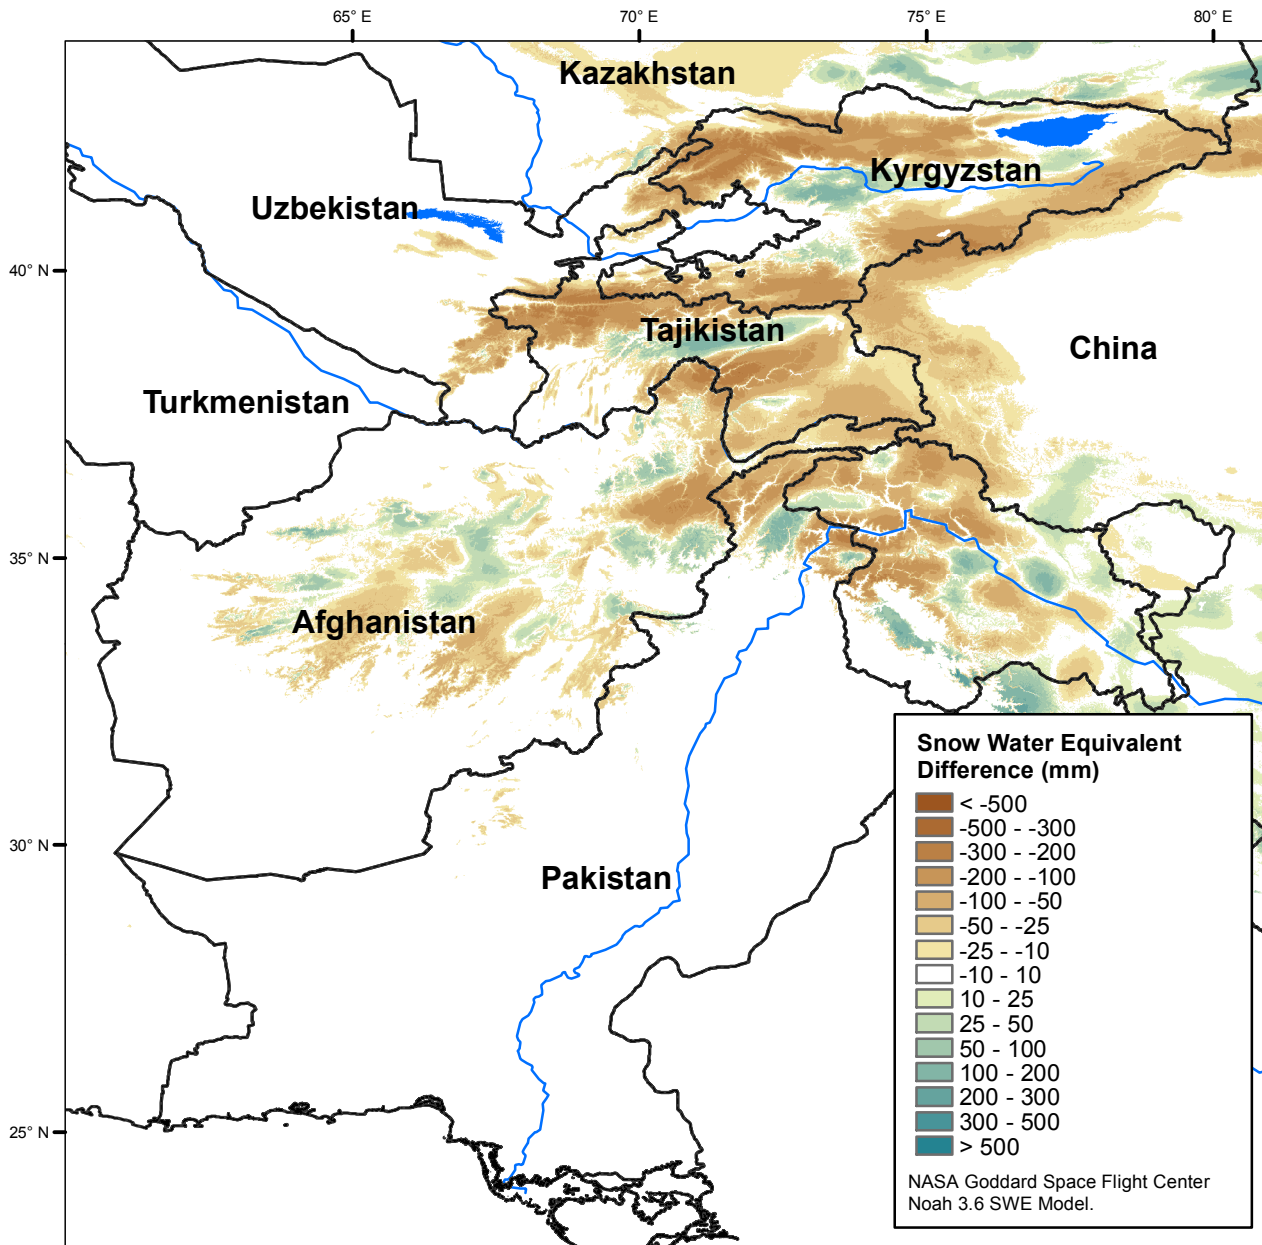 65° E
70° E
75° E
80° E
Kazakhstan
Kyrgyzstan
Uzbekistan
40° N
Tajikistan
China
Turkmenistan
35° N
Afghanistan
Snow Water Equivalent
Difference (mm)
< -500
-500 - -300
-300 - -200
-200 - -100
-100 - -50
-50 - -25
-25 - -10
-10 - 10
10 - 25
25 - 50
50 - 100
100 - 200
200 - 300
300 - 500
> 500
NASA Goddard Space Flight Center
Noah 3.6 SWE Model.
30° N
Pakistan
25° N